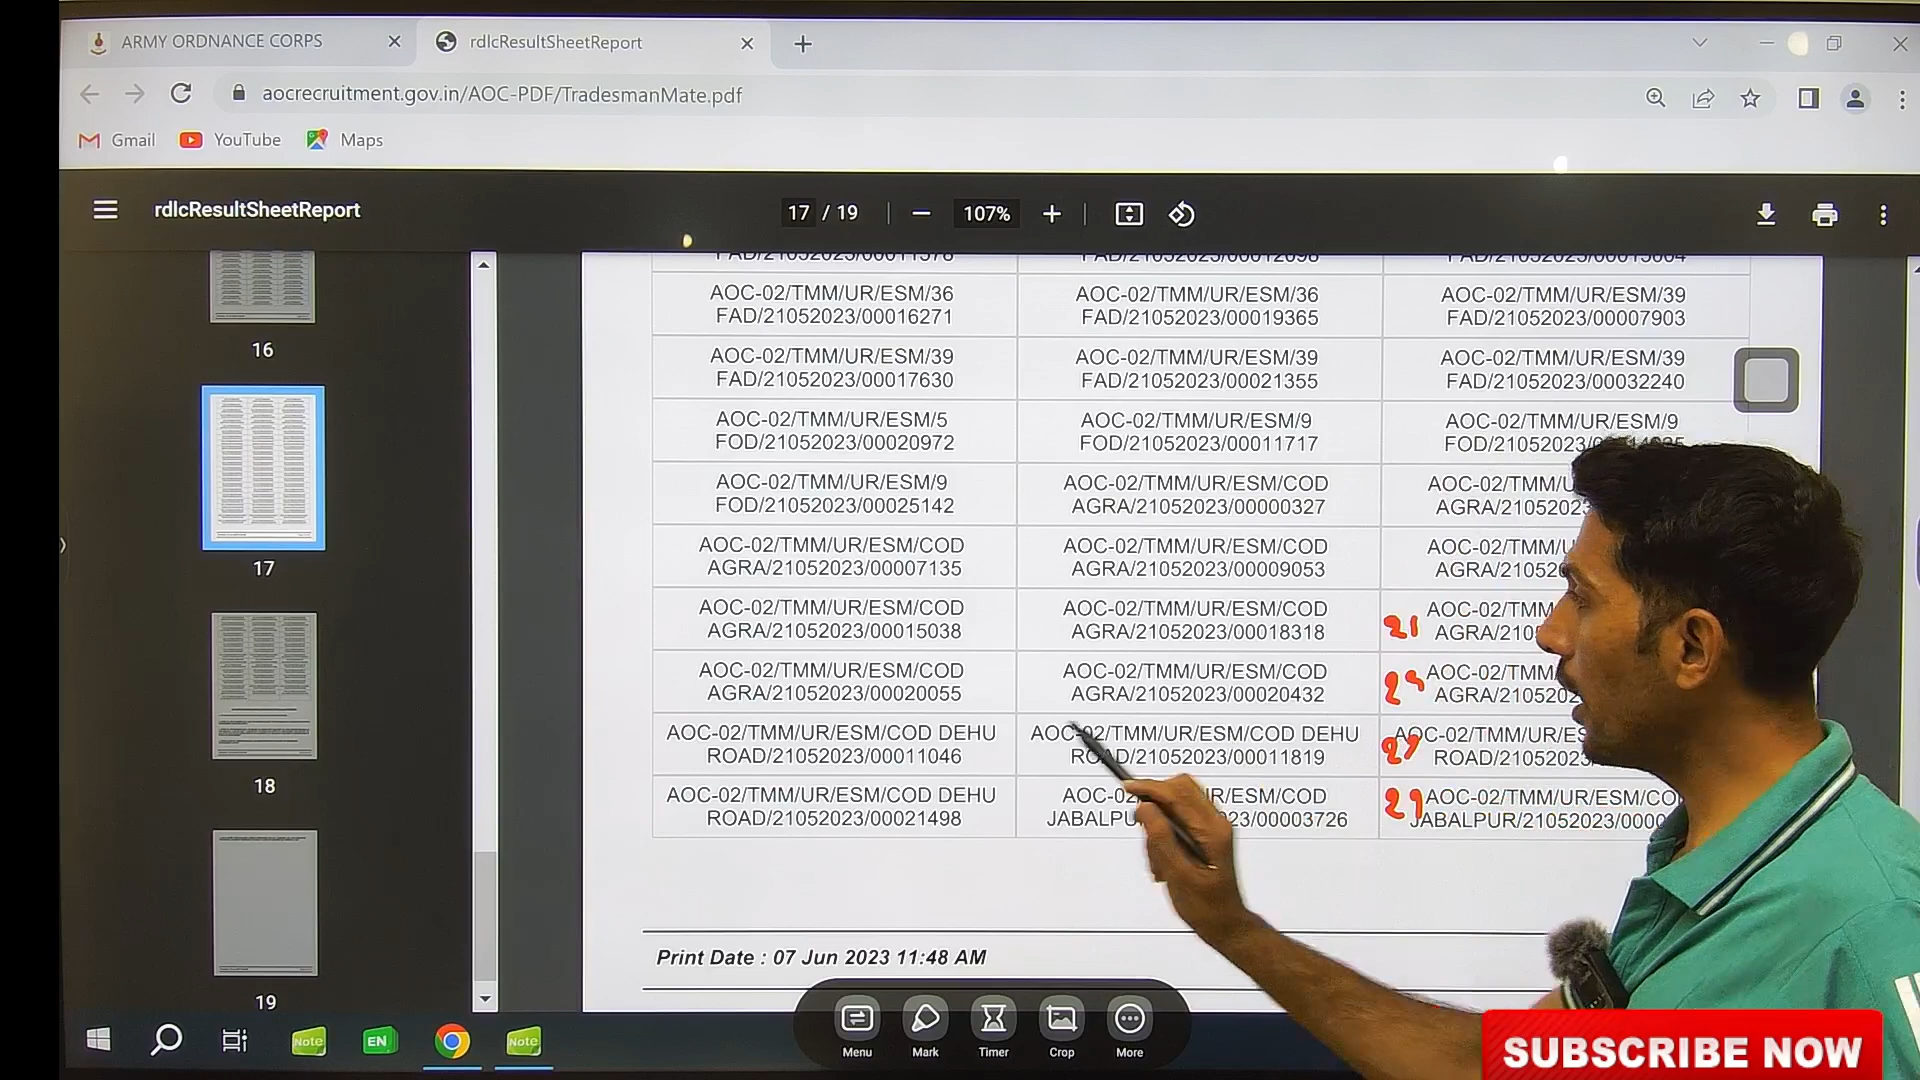 ARMY ORDNANCE CORPS
rdlcResultSheetReport
aocrecruitment.gov.in/AOC-PDF/TradesmanMate.pdf
Gmail YouTube Maps
rdlcResultSheetReport
17 / 19
107%
16
17
18
19
AOC-02/TMM/UR/ESM/36
FAD/21052023/00016271
AOC-02/TMM/UR/ESM/36
FAD/21052023/00019365
AOC-02/TMM/UR/ESM/39
FAD/21052023/00007903
AOC-02/TMM/UR/ESM/39
FAD/21052023/00017630
AOC-02/TMM/UR/ESM/39
FAD/21052023/00021355
AOC-02/TMM/UR/ESM/39
FAD/21052023/00032240
AOC-02/TMM/UR/ESM/5
FOD/21052023/00020972
AOC-02/TMM/UR/ESM/9
FOD/21052023/00011717
AOC-02/TMM/UR/ESM/9
AOC-02/TMM/UR/ESM/9
FOD/21052023/00025142
AOC-02/TMM/UR/ESM/COD
AGRA/21052023/00000327
AOC-02/TMM/UR/ESM/COD
AGRA/21052023/00007135
AOC-02/TMM/UR/ESM/COD
AGRA/21052023/00009053
AOC-02/TMM/UR/ESM/COD
AGRA/21052023/00015038
AOC-02/TMM/UR/ESM/COD
AGRA/21052023/00018318
21
AOC-02/TMM/UR/ESM/COD
AGRA/21052023/00020055
AOC-02/TMM/UR/ESM/COD
AGRA/21052023/00020432
AOC-02/TMM/UR/ESM/COD DEHU
ROAD/21052023/00011046
AOC-02/TMM/UR/ESM/COD DEHU
ROAD/21052023/00011819
AOC-02/TMM/UR/ESM/COD DEHU
ROAD/21052023/00021498
Print Date : 07 Jun 2023 11:48 AM
Menu Mark Timer Crop More
Note EN Note
SUBSCRIBE NOW